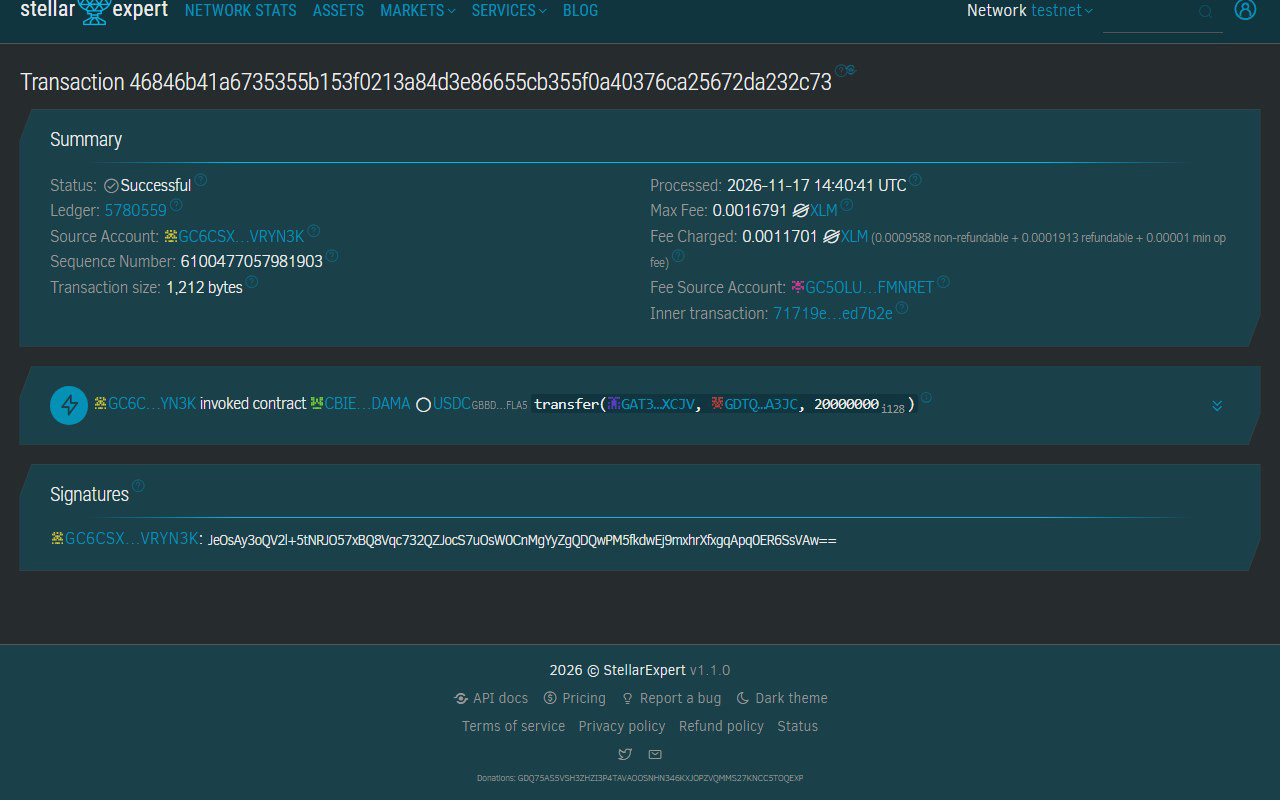 stellar expert NETWORK STATS ASSETS MARKETS SERVICES BLOG Network testnet
Transaction 46846b41a6735355b153f0213a84d3e86655cb355f0a40376ca25672da232c73
Summary
Status: Successful
Ledger: 5780559
Source Account: GC6CSX…VRYN3K
Sequence Number: 6100477057981903
Transaction size: 1,212 bytes
Processed: 2026-11-17 14:40:41 UTC
Max Fee: 0.0016791 XLM
Fee Charged: 0.0011701 XLM (0.0009588 non-refundable + 0.0001913 refundable + 0.00001 min op
fee)
Fee Source Account: GC5OLU…FMNRET
Inner transaction: 71719e…ed7b2e
GC6C…YN3K invoked contract CBIE…DAMA USDC GBBD…FLA5 transfer(GAT3…XCJV, GDTQ…A3JC, 20000000 i128)
Signatures
GC6CSX…VRYN3K: JeOsAy3oQV2l+5tNRJO57xBQ8Vqc732QZJocS7uOsW0CnMgYyZgQDQwPM5fkdwEj9mxhrXfxgqApq0ER6SsVAw==
2026 © StellarExpert v1.1.0
API docs Pricing Report a bug Dark theme
Terms of service Privacy policy Refund policy Status
Donations: GDQ75AS5VSH3ZHZI3P4TAVAOOSNHN346KXJOPZVQMMS27KNCC5TOQEXP